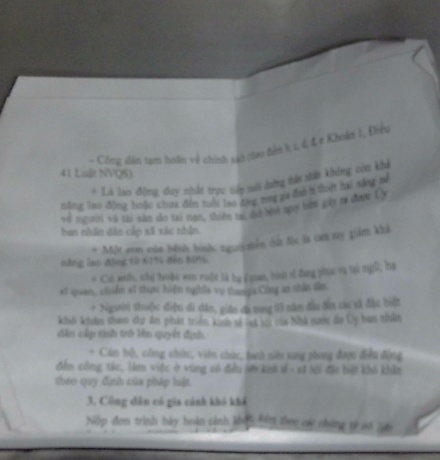 - Công dân tạm hoãn về chính sách (theo điểm b, c, d, đ, e Khoản 1, Điều
41 Luật NVQS).
+ Là lao động duy nhất trực tiếp nuôi dưỡng thân nhân không còn khả
năng lao động hoặc chưa đến tuổi lao động, trong gia đình bị thiệt hại nặng nề
về người và tài sản do tai nạn, thiên tai, dịch bệnh nguy hiểm gây ra được Ủy
ban nhân dân cấp xã xác nhận.
+ Một con của bệnh binh, người nhiễm chất độc da cam suy giảm khả
năng lao động từ 61% đến 80%.
+ Có anh, chị hoặc em ruột là hạ sĩ quan, binh sĩ đang phục vụ tại ngũ, hạ
sĩ quan, chiến sĩ thực hiện nghĩa vụ tham gia Công an nhân dân.
+ Người thuộc diện di dân, giãn dân trong 03 năm đầu đến các xã đặc biệt
khó khăn theo dự án phát triển kinh tế - xã hội của Nhà nước do Ủy ban nhân
dân cấp tỉnh trở lên quyết định.
+ Cán bộ, công chức, viên chức, thanh niên xung phong được điều động
đến công tác, làm việc ở vùng có điều kiện kinh tế - xã hội đặc biệt khó khăn
theo quy định của pháp luật.
3. Công dân có gia cảnh khó khă
Nộp đơn trình bày hoàn cảnh kèm theo các chứng từ